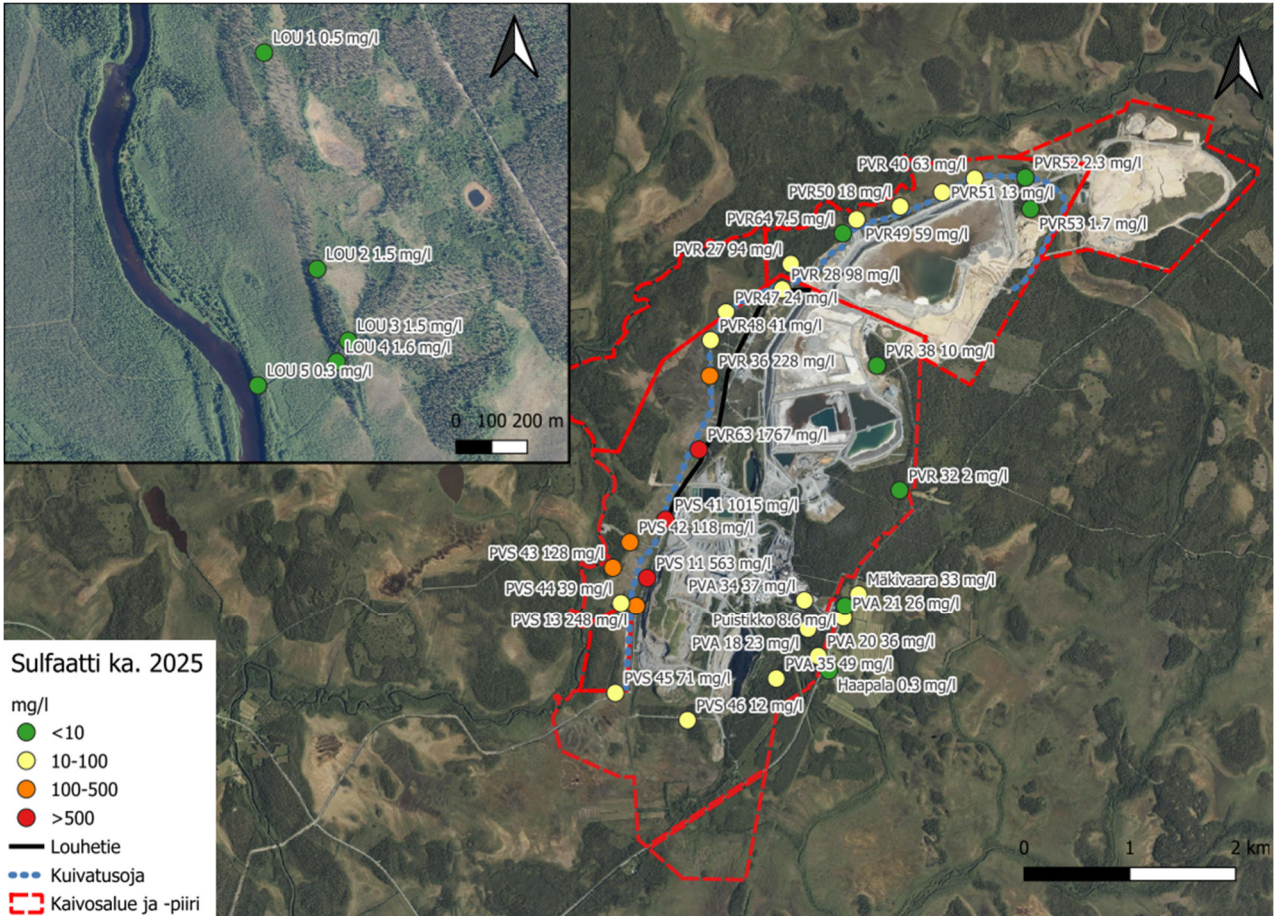 LOU 1 0.5 mg/l
LOU 2 1.5 mg/l
LOU 3 1.5 mg/l
LOU 4 1.6 mg/l
LOU 5 0.3 mg/l
0 100 200 m
PVR 40 63 mg/l
PVR52 2.3 mg/l
PVR50 18 mg/l
PVR51 13 mg/l
PVR64 7.5 mg/l
PVR53 1.7 mg/l
PVR49 59 mg/l
PVR 27 94 mg/l
PVR 28 98 mg/l
PVR47 24 mg/l
PVR48 41 mg/l
PVR 38 10 mg/l
PVR 36 228 mg/l
PVR63 1767 mg/l
PVR 32 2 mg/l
PVS 41 1015 mg/l
PVS 42 118 mg/l
PVS 43 128 mg/l
PVS 11 563 mg/l
PVS 44 39 mg/l
PVA 34 37 mg/l
Mäkivaara 33 mg/l
PVA 21 26 mg/l
PVS 13 248 mg/l
Puistikko 8.6 mg/l
PVA 18 23 mg/l
PVA 20 36 mg/l
PVA 35 49 mg/l
PVS 45 71 mg/l
Haapala 0.3 mg/l
PVS 46 12 mg/l
Sulfaatti ka. 2025
mg/l
<10
10-100
100-500
>500
Louhetie
Kuivatusoja
Kaivosalue ja -piiri
0 1 2 km